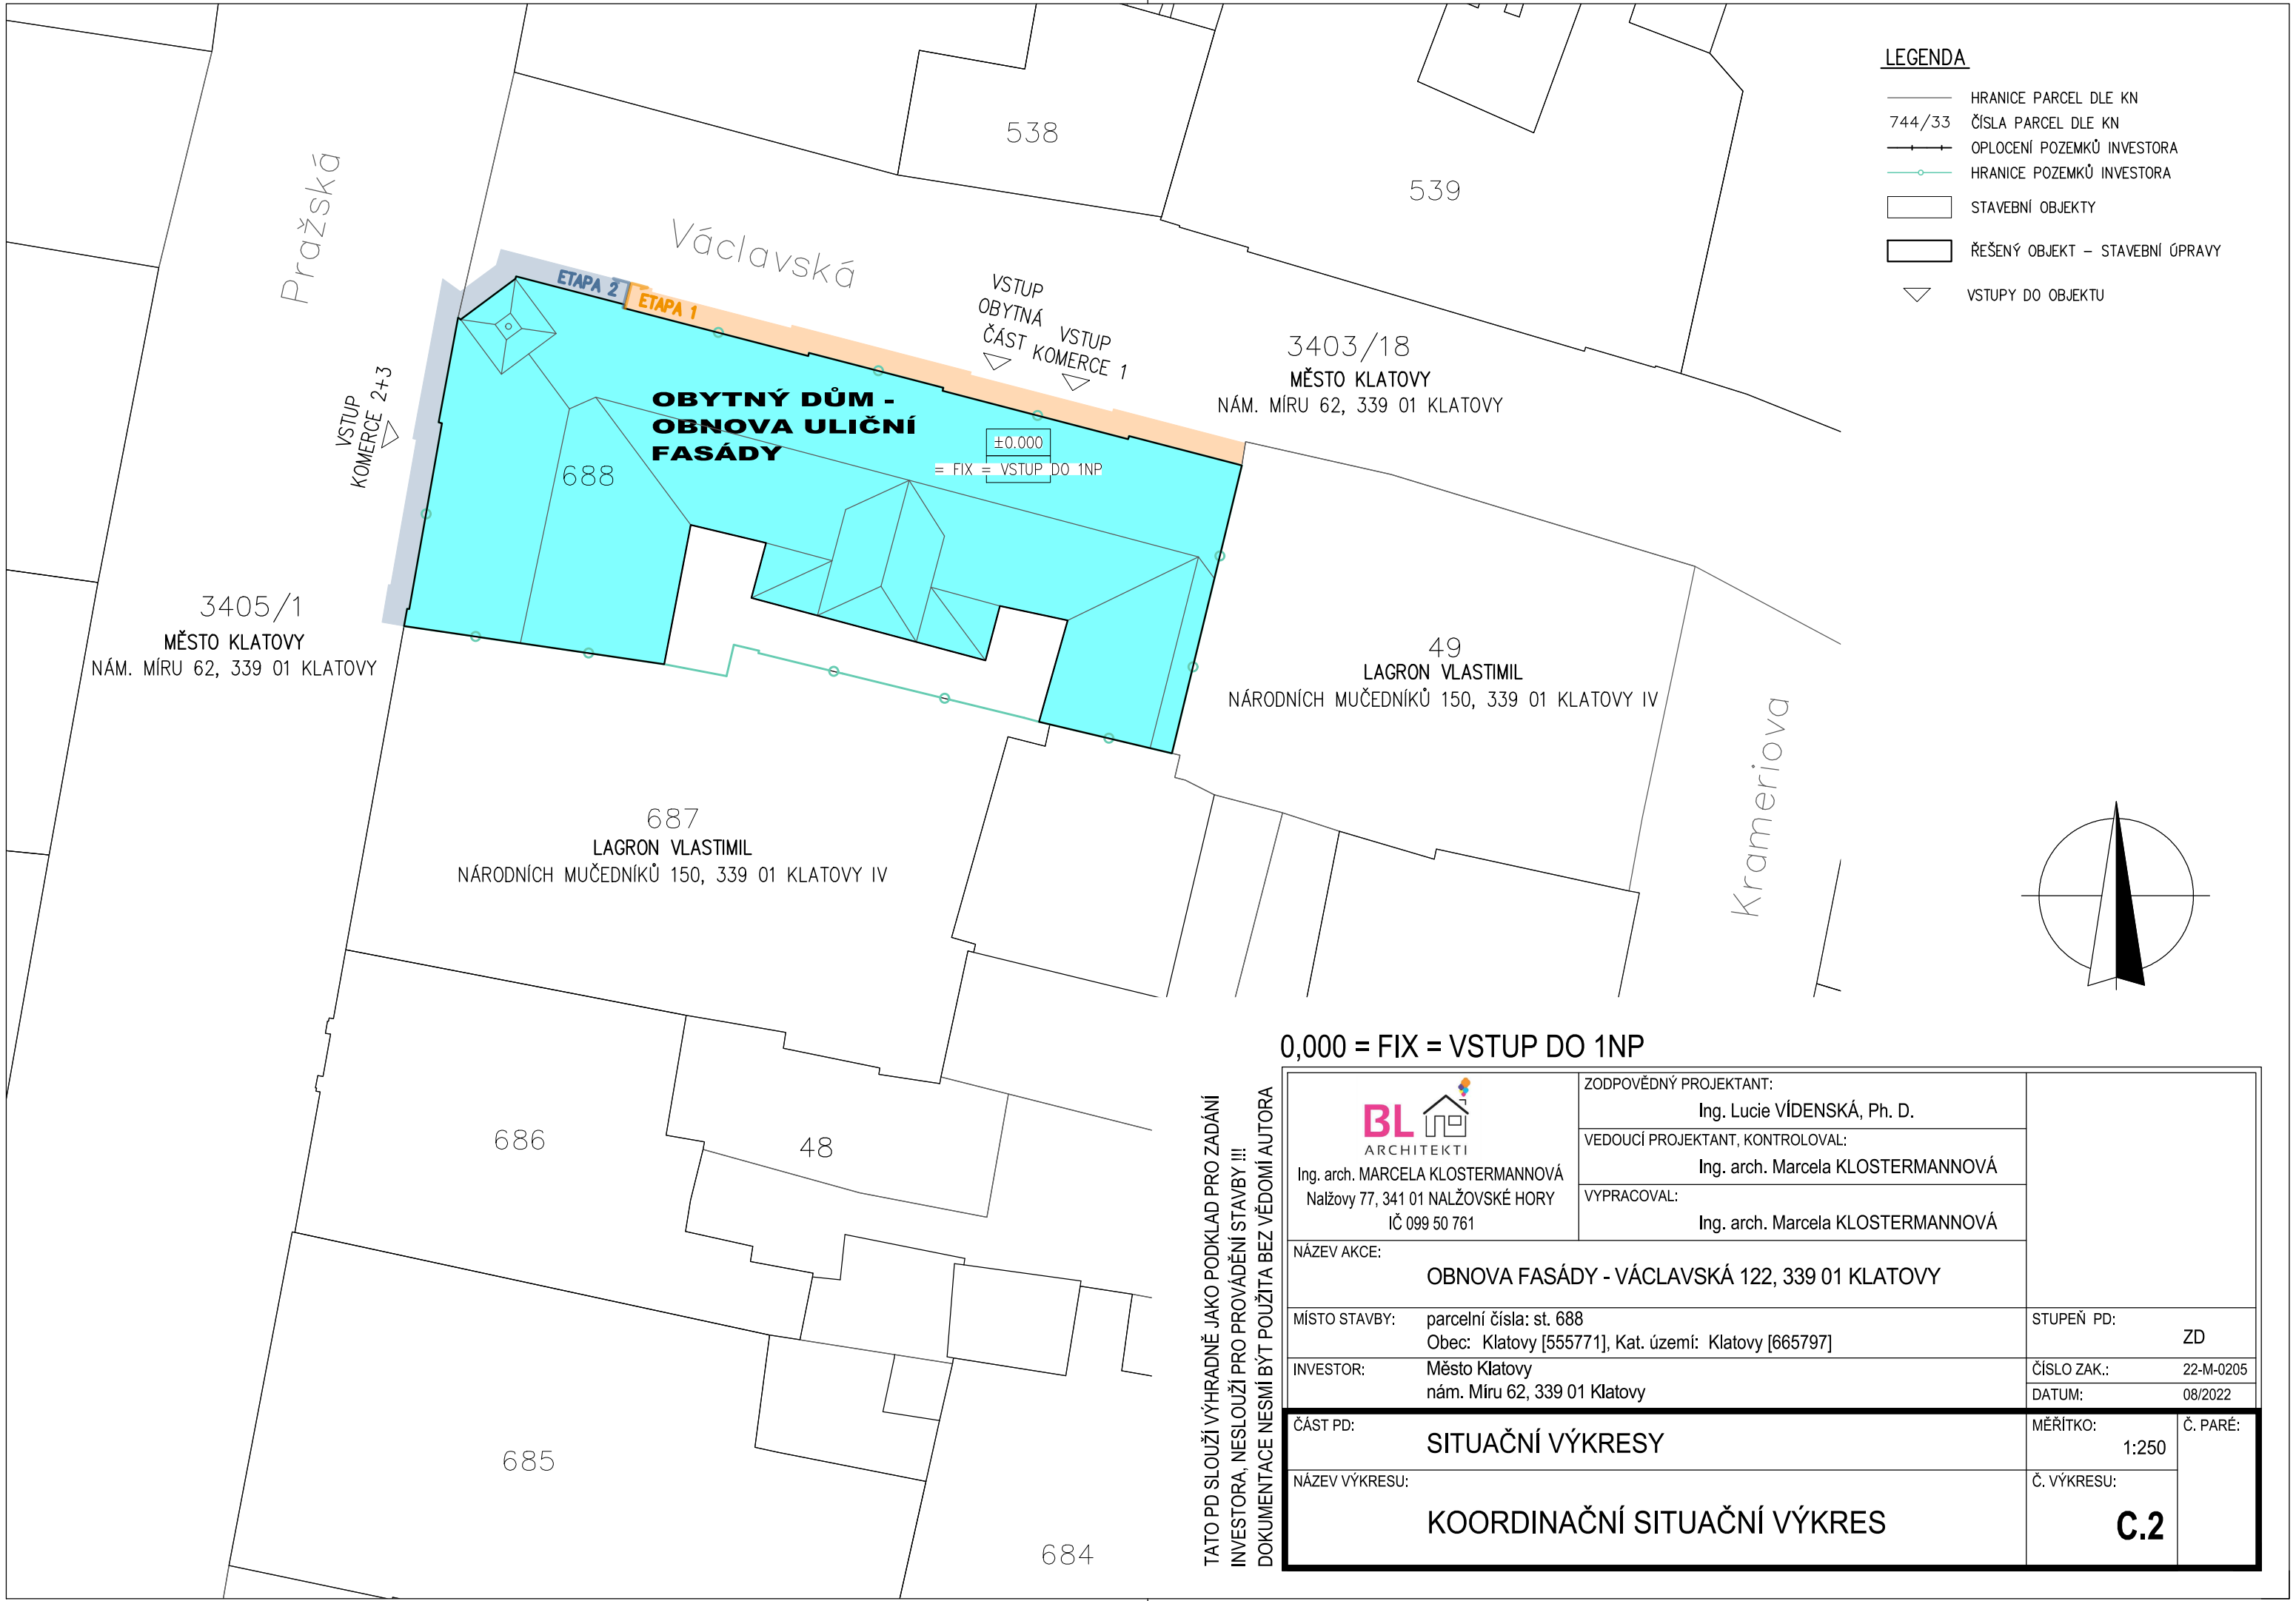 538
539
Pražská
Václavská
ETAPA 2
ETAPA 1
VSTUP
OBYTNÁ
ČÁST
VSTUP
KOMERCE 1
VSTUP
KOMERCE 2+3
OBYTNÝ DŮM -
OBNOVA ULIČNÍ
FASÁDY
688
±0.000
= FIX = VSTUP DO 1NP
3403/18
MĚSTO KLATOVY
NÁM. MÍRU 62, 339 01 KLATOVY
3405/1
MĚSTO KLATOVY
NÁM. MÍRU 62, 339 01 KLATOVY
49
LAGRON VLASTIMIL
NÁRODNÍCH MUČEDNÍKŮ 150, 339 01 KLATOVY IV
687
LAGRON VLASTIMIL
NÁRODNÍCH MUČEDNÍKŮ 150, 339 01 KLATOVY IV
Krameriova
686
48
685
684
LEGENDA
HRANICE PARCEL DLE KN
744/33 ČÍSLA PARCEL DLE KN
OPLOCENÍ POZEMKŮ INVESTORA
HRANICE POZEMKŮ INVESTORA
STAVEBNÍ OBJEKTY
ŘEŠENÝ OBJEKT – STAVEBNÍ ÚPRAVY
VSTUPY DO OBJEKTU
0,000 = FIX = VSTUP DO 1NP
TATO PD SLOUŽÍ VÝHRADNĚ JAKO PODKLAD PRO ZADÁNÍ
INVESTORA, NESLOUŽÍ PRO PROVÁDĚNÍ STAVBY !!!
DOKUMENTACE NESMÍ BÝT POUŽITA BEZ VĚDOMÍ AUTORA
BL
ARCHITEKTI
Ing. arch. MARCELA KLOSTERMANNOVÁ
Nalžovy 77, 341 01 NALŽOVSKÉ HORY
IČ 099 50 761
ZODPOVĚDNÝ PROJEKTANT:
Ing. Lucie VÍDENSKÁ, Ph. D.
VEDOUCÍ PROJEKTANT, KONTROLOVAL:
Ing. arch. Marcela KLOSTERMANNOVÁ
VYPRACOVAL:
Ing. arch. Marcela KLOSTERMANNOVÁ
NÁZEV AKCE:
OBNOVA FASÁDY - VÁCLAVSKÁ 122, 339 01 KLATOVY
MÍSTO STAVBY: parcelní čísla: st. 688
Obec: Klatovy [555771], Kat. území: Klatovy [665797]
STUPEŇ PD:
ZD
INVESTOR: Město Klatovy
nám. Míru 62, 339 01 Klatovy
ČÍSLO ZAK.: 22-M-0205
DATUM: 08/2022
ČÁST PD:
SITUAČNÍ VÝKRESY
MĚŘÍTKO:
1:250
Č. PARÉ:
NÁZEV VÝKRESU:
KOORDINAČNÍ SITUAČNÍ VÝKRES
Č. VÝKRESU:
C.2